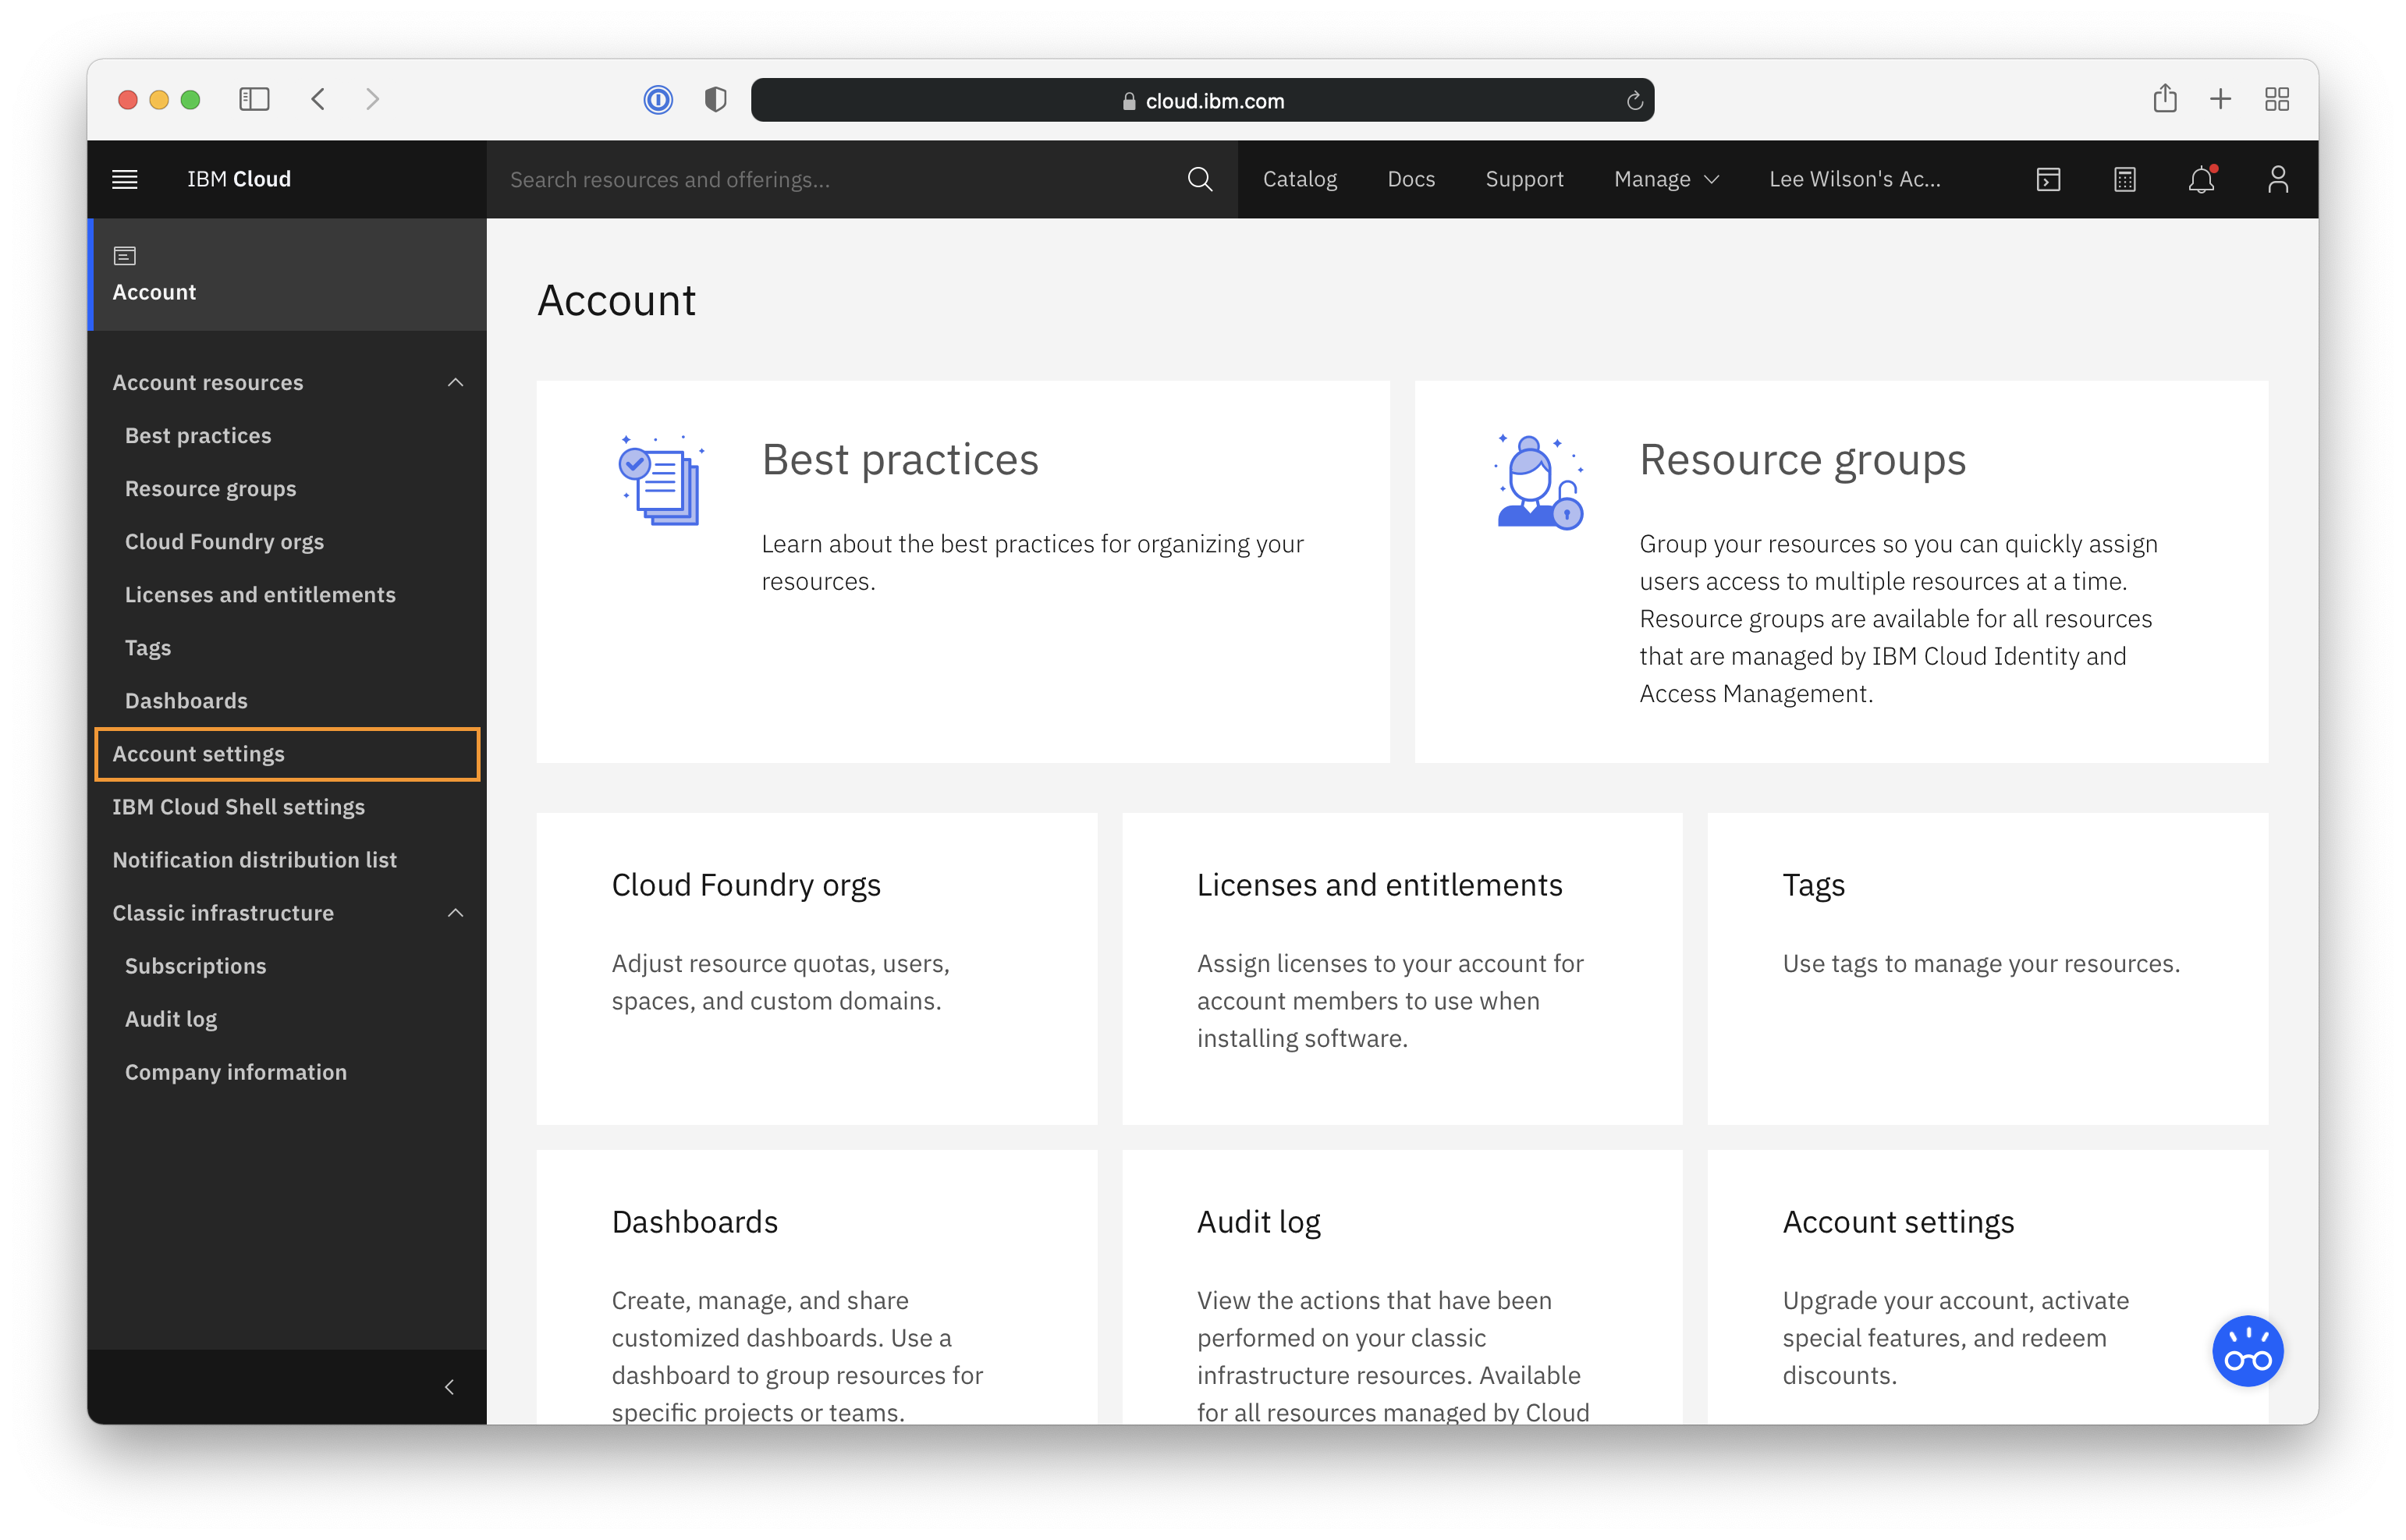 cloud.ibm.com
IBM Cloud
Search resources and offerings...
Catalog
Docs
Support
Manage
Lee Wilson's Ac...
Account
Account resources
Best practices
Resource groups
Cloud Foundry orgs
Licenses and entitlements
Tags
Dashboards
Account settings
IBM Cloud Shell settings
Notification distribution list
Classic infrastructure
Subscriptions
Audit log
Company information
Account
Best practices
Learn about the best practices for organizing your
resources.
Resource groups
Group your resources so you can quickly assign
users access to multiple resources at a time.
Resource groups are available for all resources
that are managed by IBM Cloud Identity and
Access Management.
Cloud Foundry orgs
Adjust resource quotas, users,
spaces, and custom domains.
Licenses and entitlements
Assign licenses to your account for
account members to use when
installing software.
Tags
Use tags to manage your resources.
Dashboards
Create, manage, and share
customized dashboards. Use a
dashboard to group resources for
specific projects or teams.
Audit log
View the actions that have been
performed on your classic
infrastructure resources. Available
for all resources managed by Cloud
Account settings
Upgrade your account, activate
special features, and redeem
discounts.